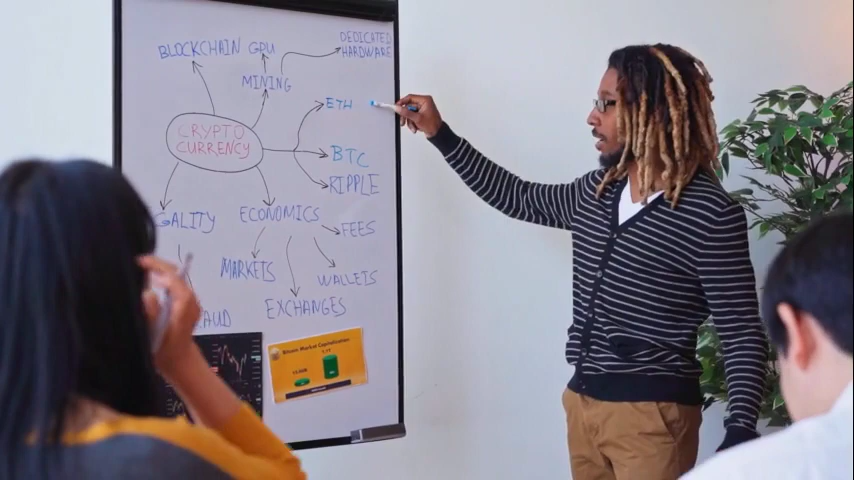 DEDICATED
HARDWARE
BLOCKCHAIN GPU
MINING
ETH
CRYPTO
CURRENCY
BTC
RIPPLE
GALITY
ECONOMICS
FEES
MARKETS
WALLETS
EXCHANGES
RAUD
Bitcoin Market Capitalization